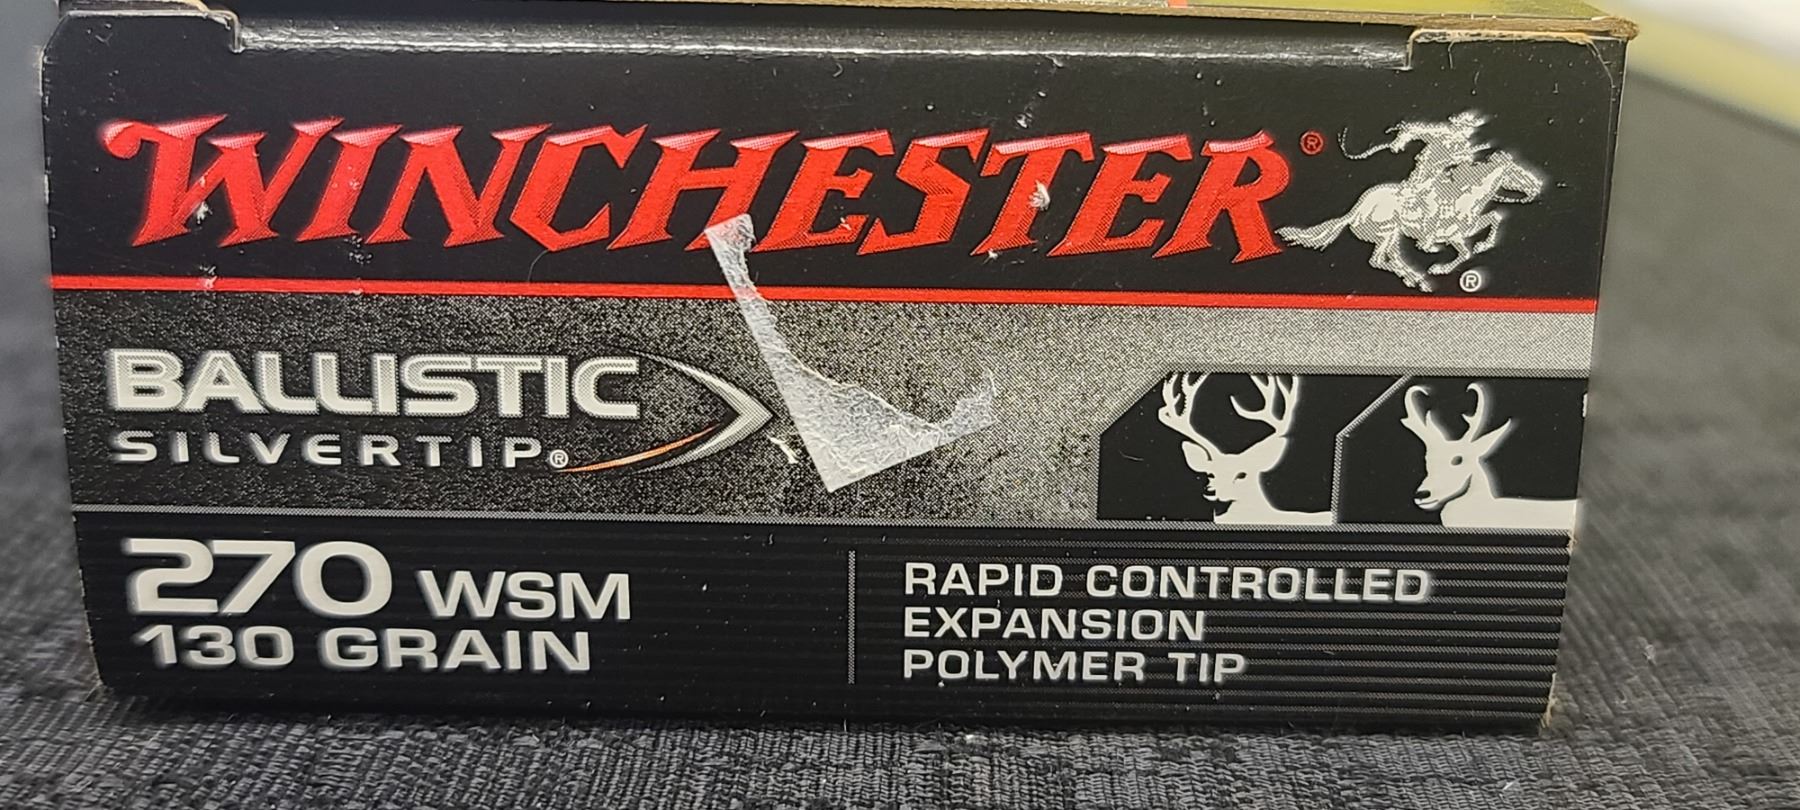 WINCHESTER®
®
BALLISTIC
SILVERTIP®
270 WSM
130 GRAIN
RAPID CONTROLLED
EXPANSION
POLYMER TIP